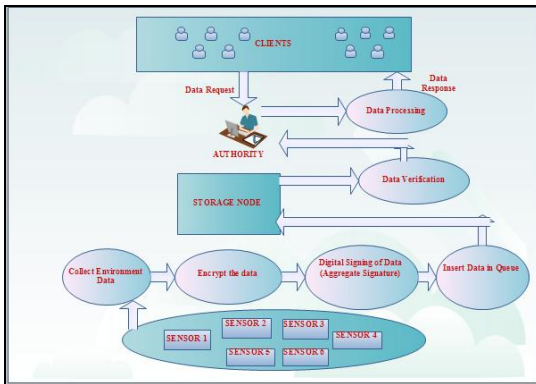 CLIENTS
Data Request
Data
Response
Data Processing
AUTHORITY
Data Verification
STORAGE NODE
Collect Environment
Data
Encrypt the data
Digital Signing of Data
(Aggregate Signature)
Insert Data in Queue
SENSOR 1
SENSOR 2
SENSOR 3
SENSOR 4
SENSOR 5
SENSOR 6